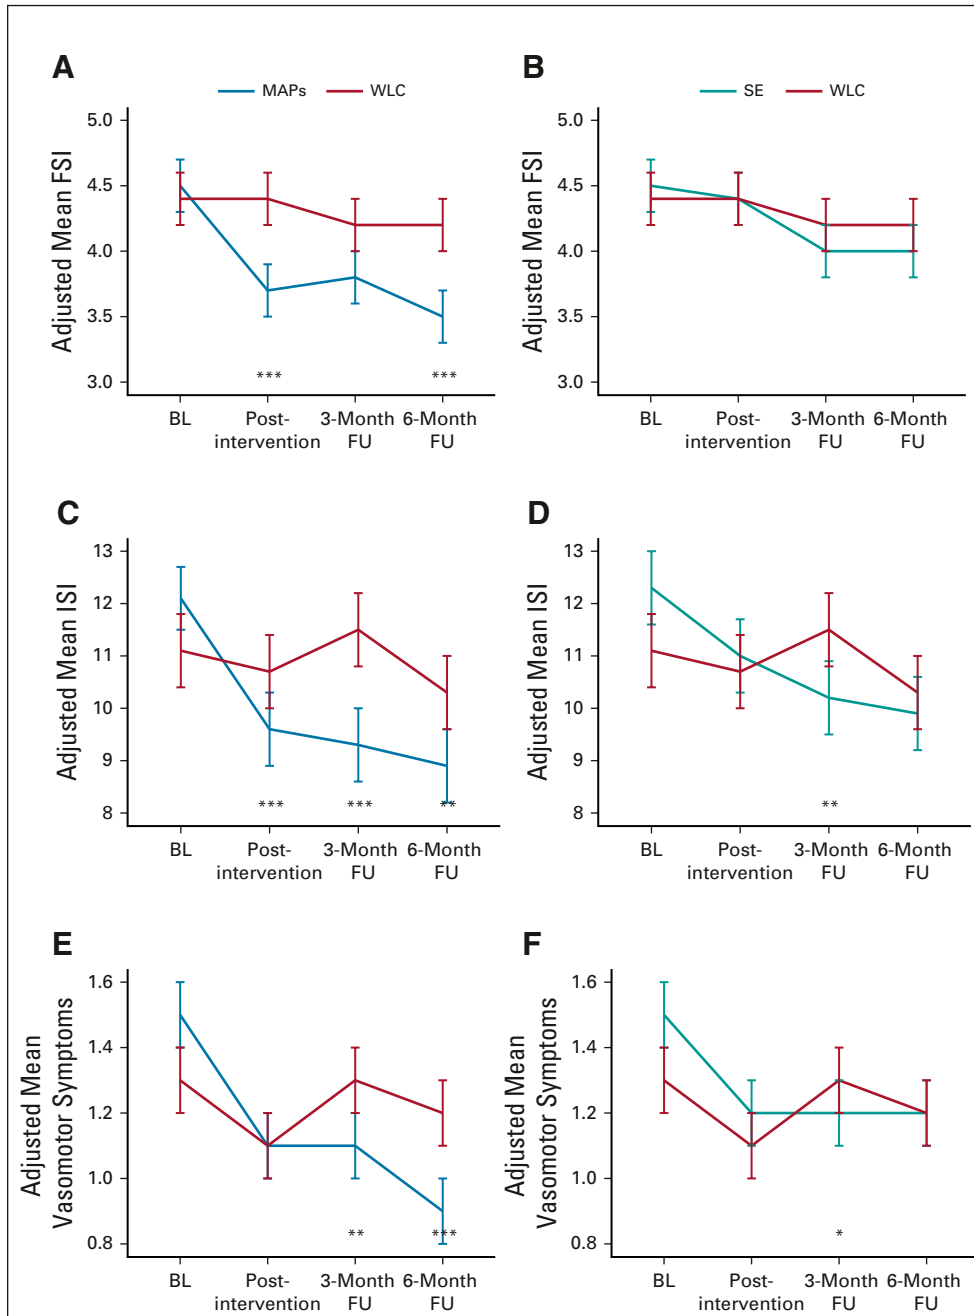 A
MAPs WLC
Adjusted Mean FSI
5.0
4.5
4.0
3.5
3.0
*** ***
BL Post- 3-Month 6-Month
intervention FU FU
B
SE WLC
Adjusted Mean FSI
5.0
4.5
4.0
3.5
3.0
BL Post- 3-Month 6-Month
intervention FU FU
C
Adjusted Mean ISI
13
12
11
10
9
8
*** *** **
BL Post- 3-Month 6-Month
intervention FU FU
D
Adjusted Mean ISI
13
12
11
10
9
8
**
BL Post- 3-Month 6-Month
intervention FU FU
E
Adjusted Mean
Vasomotor Symptoms
1.6
1.4
1.2
1.0
0.8
** ***
BL Post- 3-Month 6-Month
intervention FU FU
F
Adjusted Mean
Vasomotor Symptoms
1.6
1.4
1.2
1.0
0.8
*
BL Post- 3-Month 6-Month
intervention FU FU